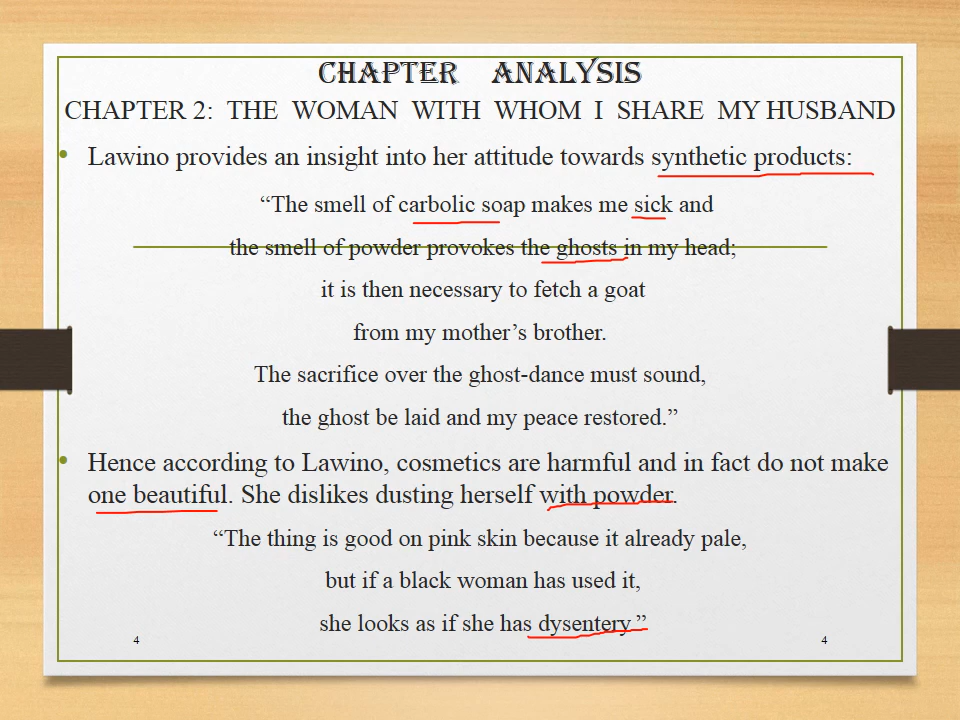 CHAPTER ANALYSIS
CHAPTER 2: THE WOMAN WITH WHOM I SHARE MY HUSBAND
• Lawino provides an insight into her attitude towards synthetic products:
“The smell of carbolic soap makes me sick and
the smell of powder provokes the ghosts in my head;
it is then necessary to fetch a goat
from my mother’s brother.
The sacrifice over the ghost-dance must sound,
the ghost be laid and my peace restored.”
• Hence according to Lawino, cosmetics are harmful and in fact do not make
one beautiful. She dislikes dusting herself with powder.
“The thing is good on pink skin because it already pale,
but if a black woman has used it,
she looks as if she has dysentery.”
4 4